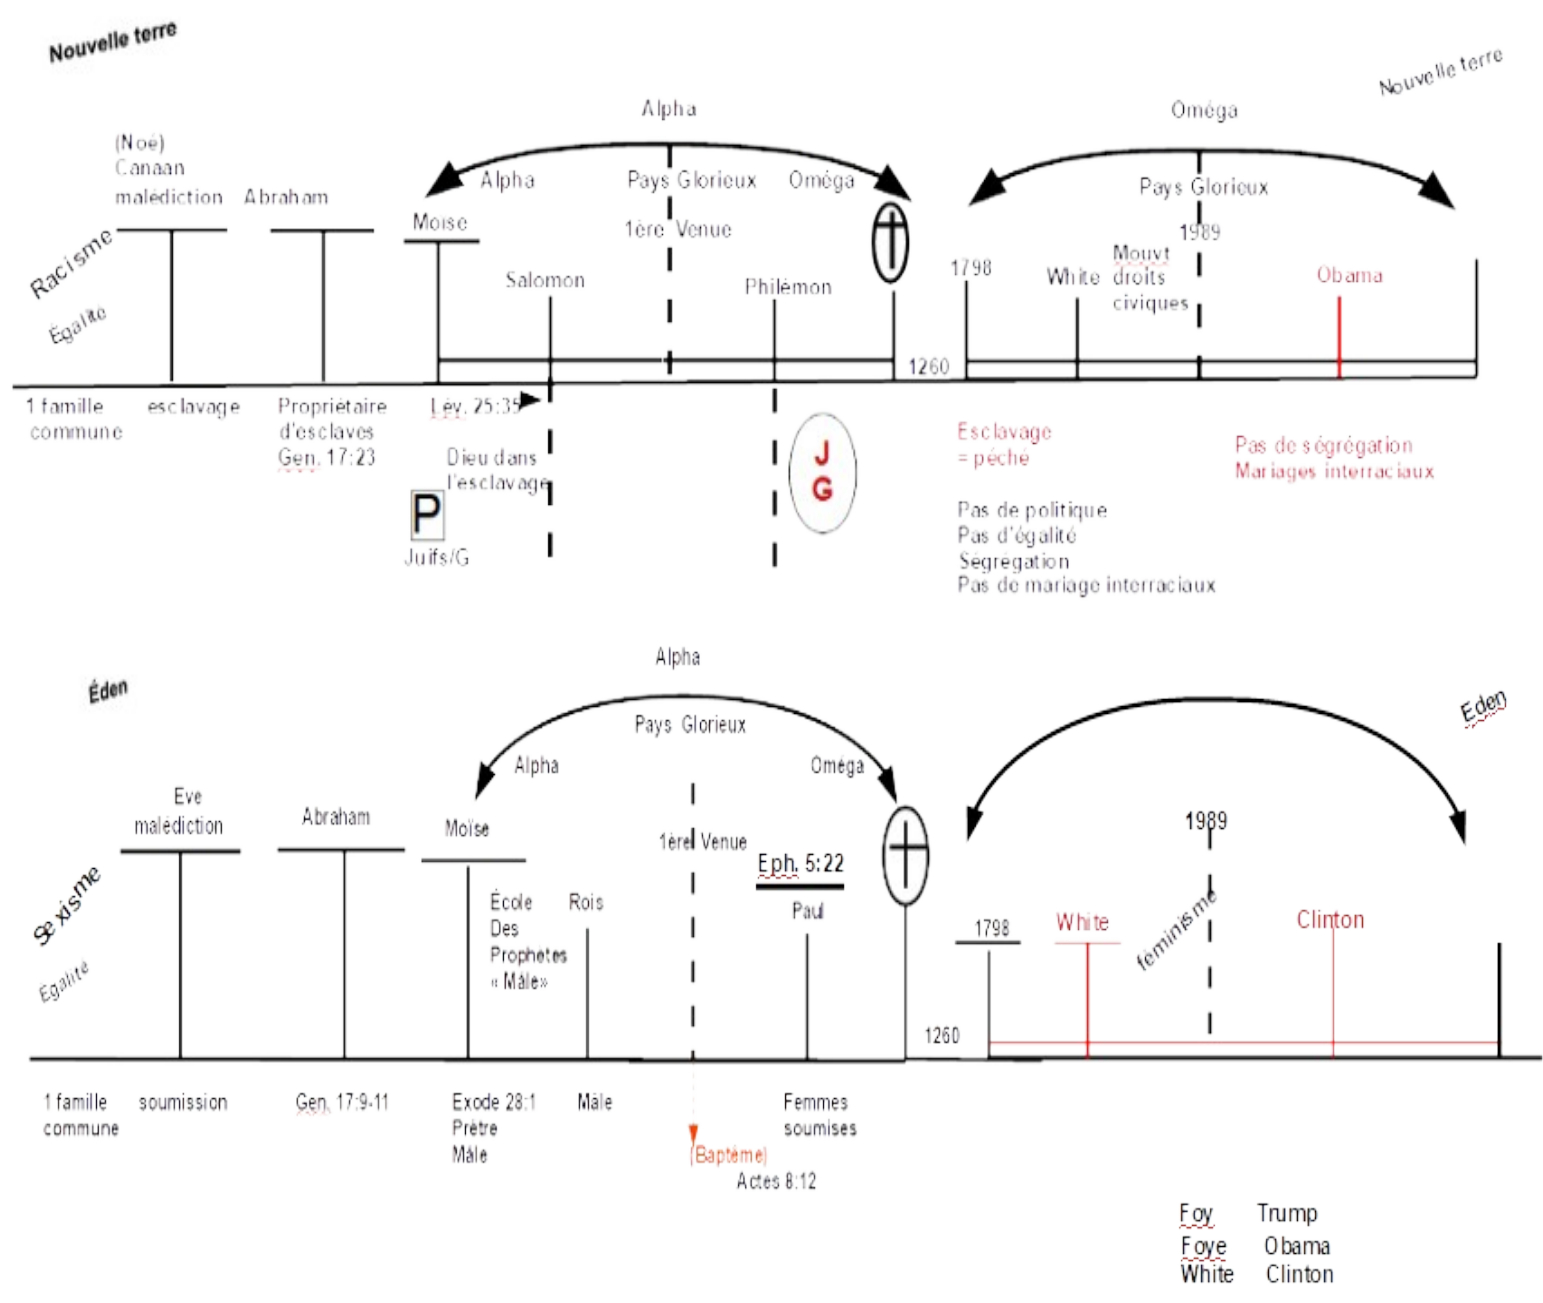 Nouvelle terre
Nouvelle terre
Alpha
Oméga
(Noé)
Canaan
malédiction
Abraham
Moïse
Alpha
Pays Glorieux
Oméga
1ère Venue
Pays Glorieux
1989
Racisme
Égalité
Salomon
Philémon
1798
White
Mouvt
droits
civiques
Obama
1260
1 famille
commune
esclavage
Propriétaire
d'esclaves
Gen. 17:23
Lév. 25:35
Dieu dans
l'esclavage
P
Juifs/G
J
G
Esclavage
= péché
Pas de politique
Pas d'égalité
Ségrégation
Pas de mariage interraciaux
Pas de ségrégation
Mariages interraciaux
Éden
Eden
Alpha
Pays Glorieux
Alpha
Oméga
Eve
malédiction
Abraham
Moïse
1ère Venue
Eph. 5:22
Paul
1989
Sexisme
Egalité
École
Des
Prophètes
« Mâle»
Rois
1798
White
féminisme
Clinton
1260
1 famille
commune
soumission
Gen. 17:9-11
Exode 28:1
Prêtre
Mâle
Mâle
(Baptême)
Actes 8:12
Femmes
soumises
Foy Trump
Foye Obama
White Clinton